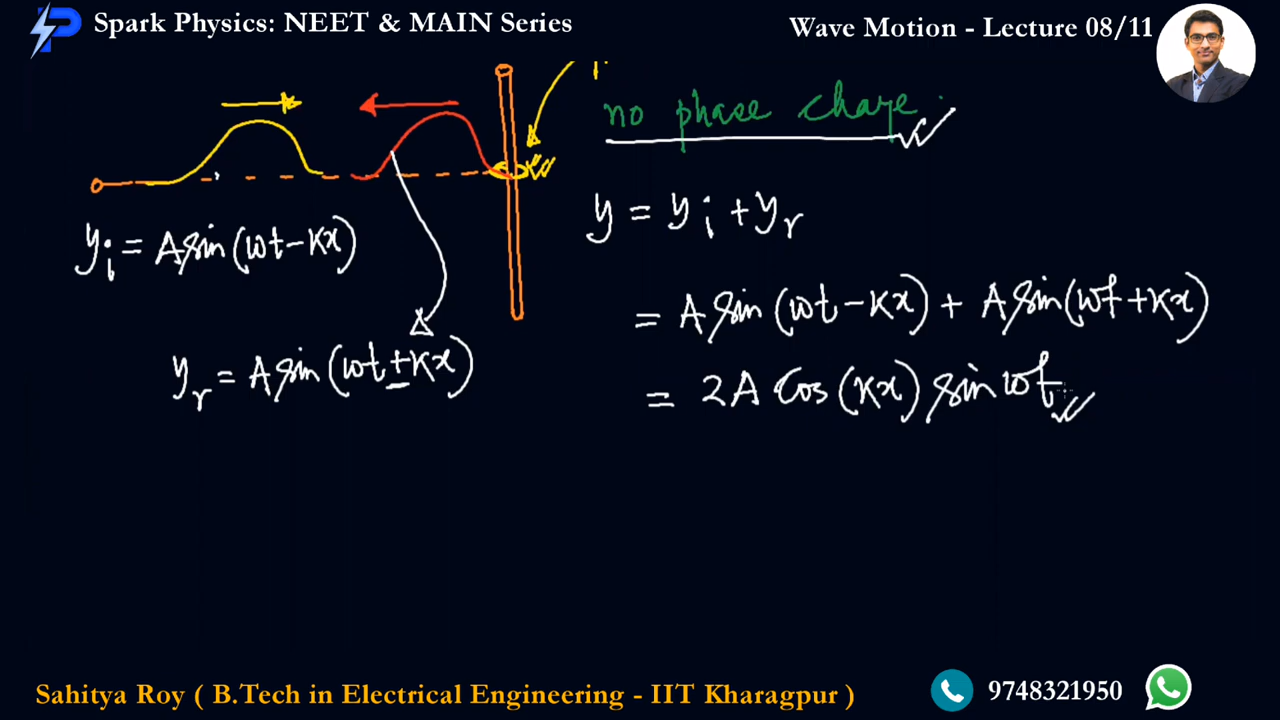 Spark Physics: NEET & MAIN Series
Wave Motion - Lecture 08/11
no phase change.
y = yi + yr
yi = A sin (ωt - Kx)
= A sin (ωt - Kx) + A sin (ωt + Kx)
yr = A sin (ωt + Kx)
= 2A Cos (Kx) sin ωt
Sahitya Roy ( B.Tech in Electrical Engineering - IIT Kharagpur )
9748321950